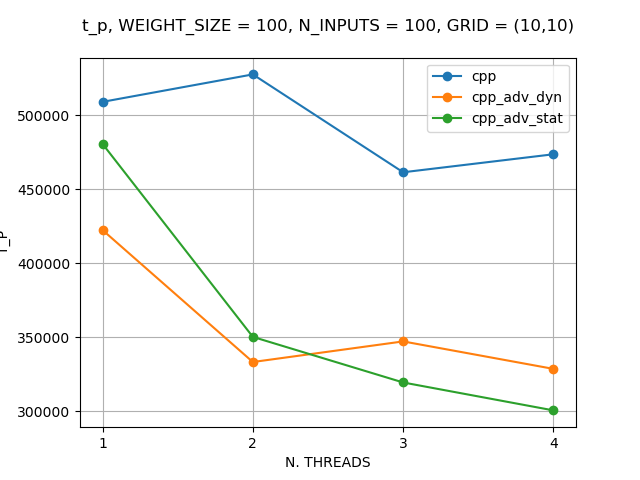 t_p, WEIGHT_SIZE = 100, N_INPUTS = 100, GRID = (10,10)
cpp
cpp_adv_dyn
cpp_adv_stat
500000
450000
400000
350000
300000
1 2 3 4
N. THREADS